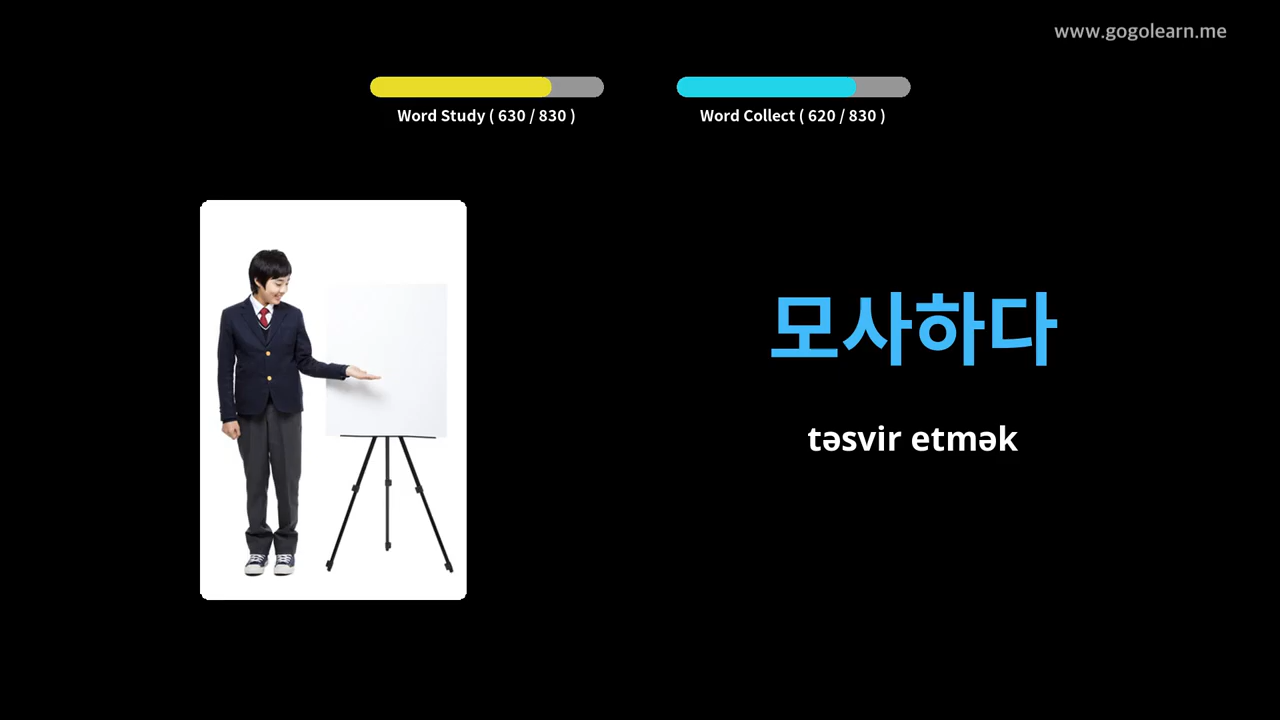 www.gogolearn.me
Word Study ( 630 / 830 )
Word Collect ( 620 / 830 )
모사하다
təsvir etmək